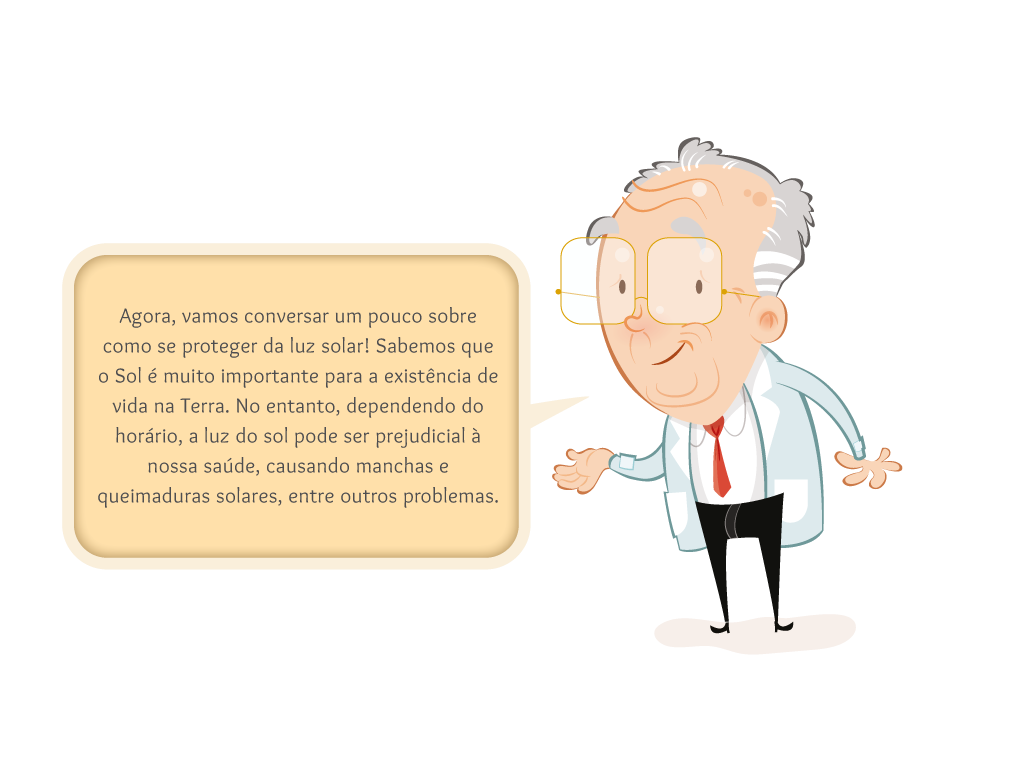 Agora, vamos conversar um pouco sobre
como se proteger da luz solar! Sabemos que
o Sol é muito importante para a existência de
vida na Terra. No entanto, dependendo do
horário, a luz do sol pode ser prejudicial à
nossa saúde, causando manchas e
queimaduras solares, entre outros problemas.